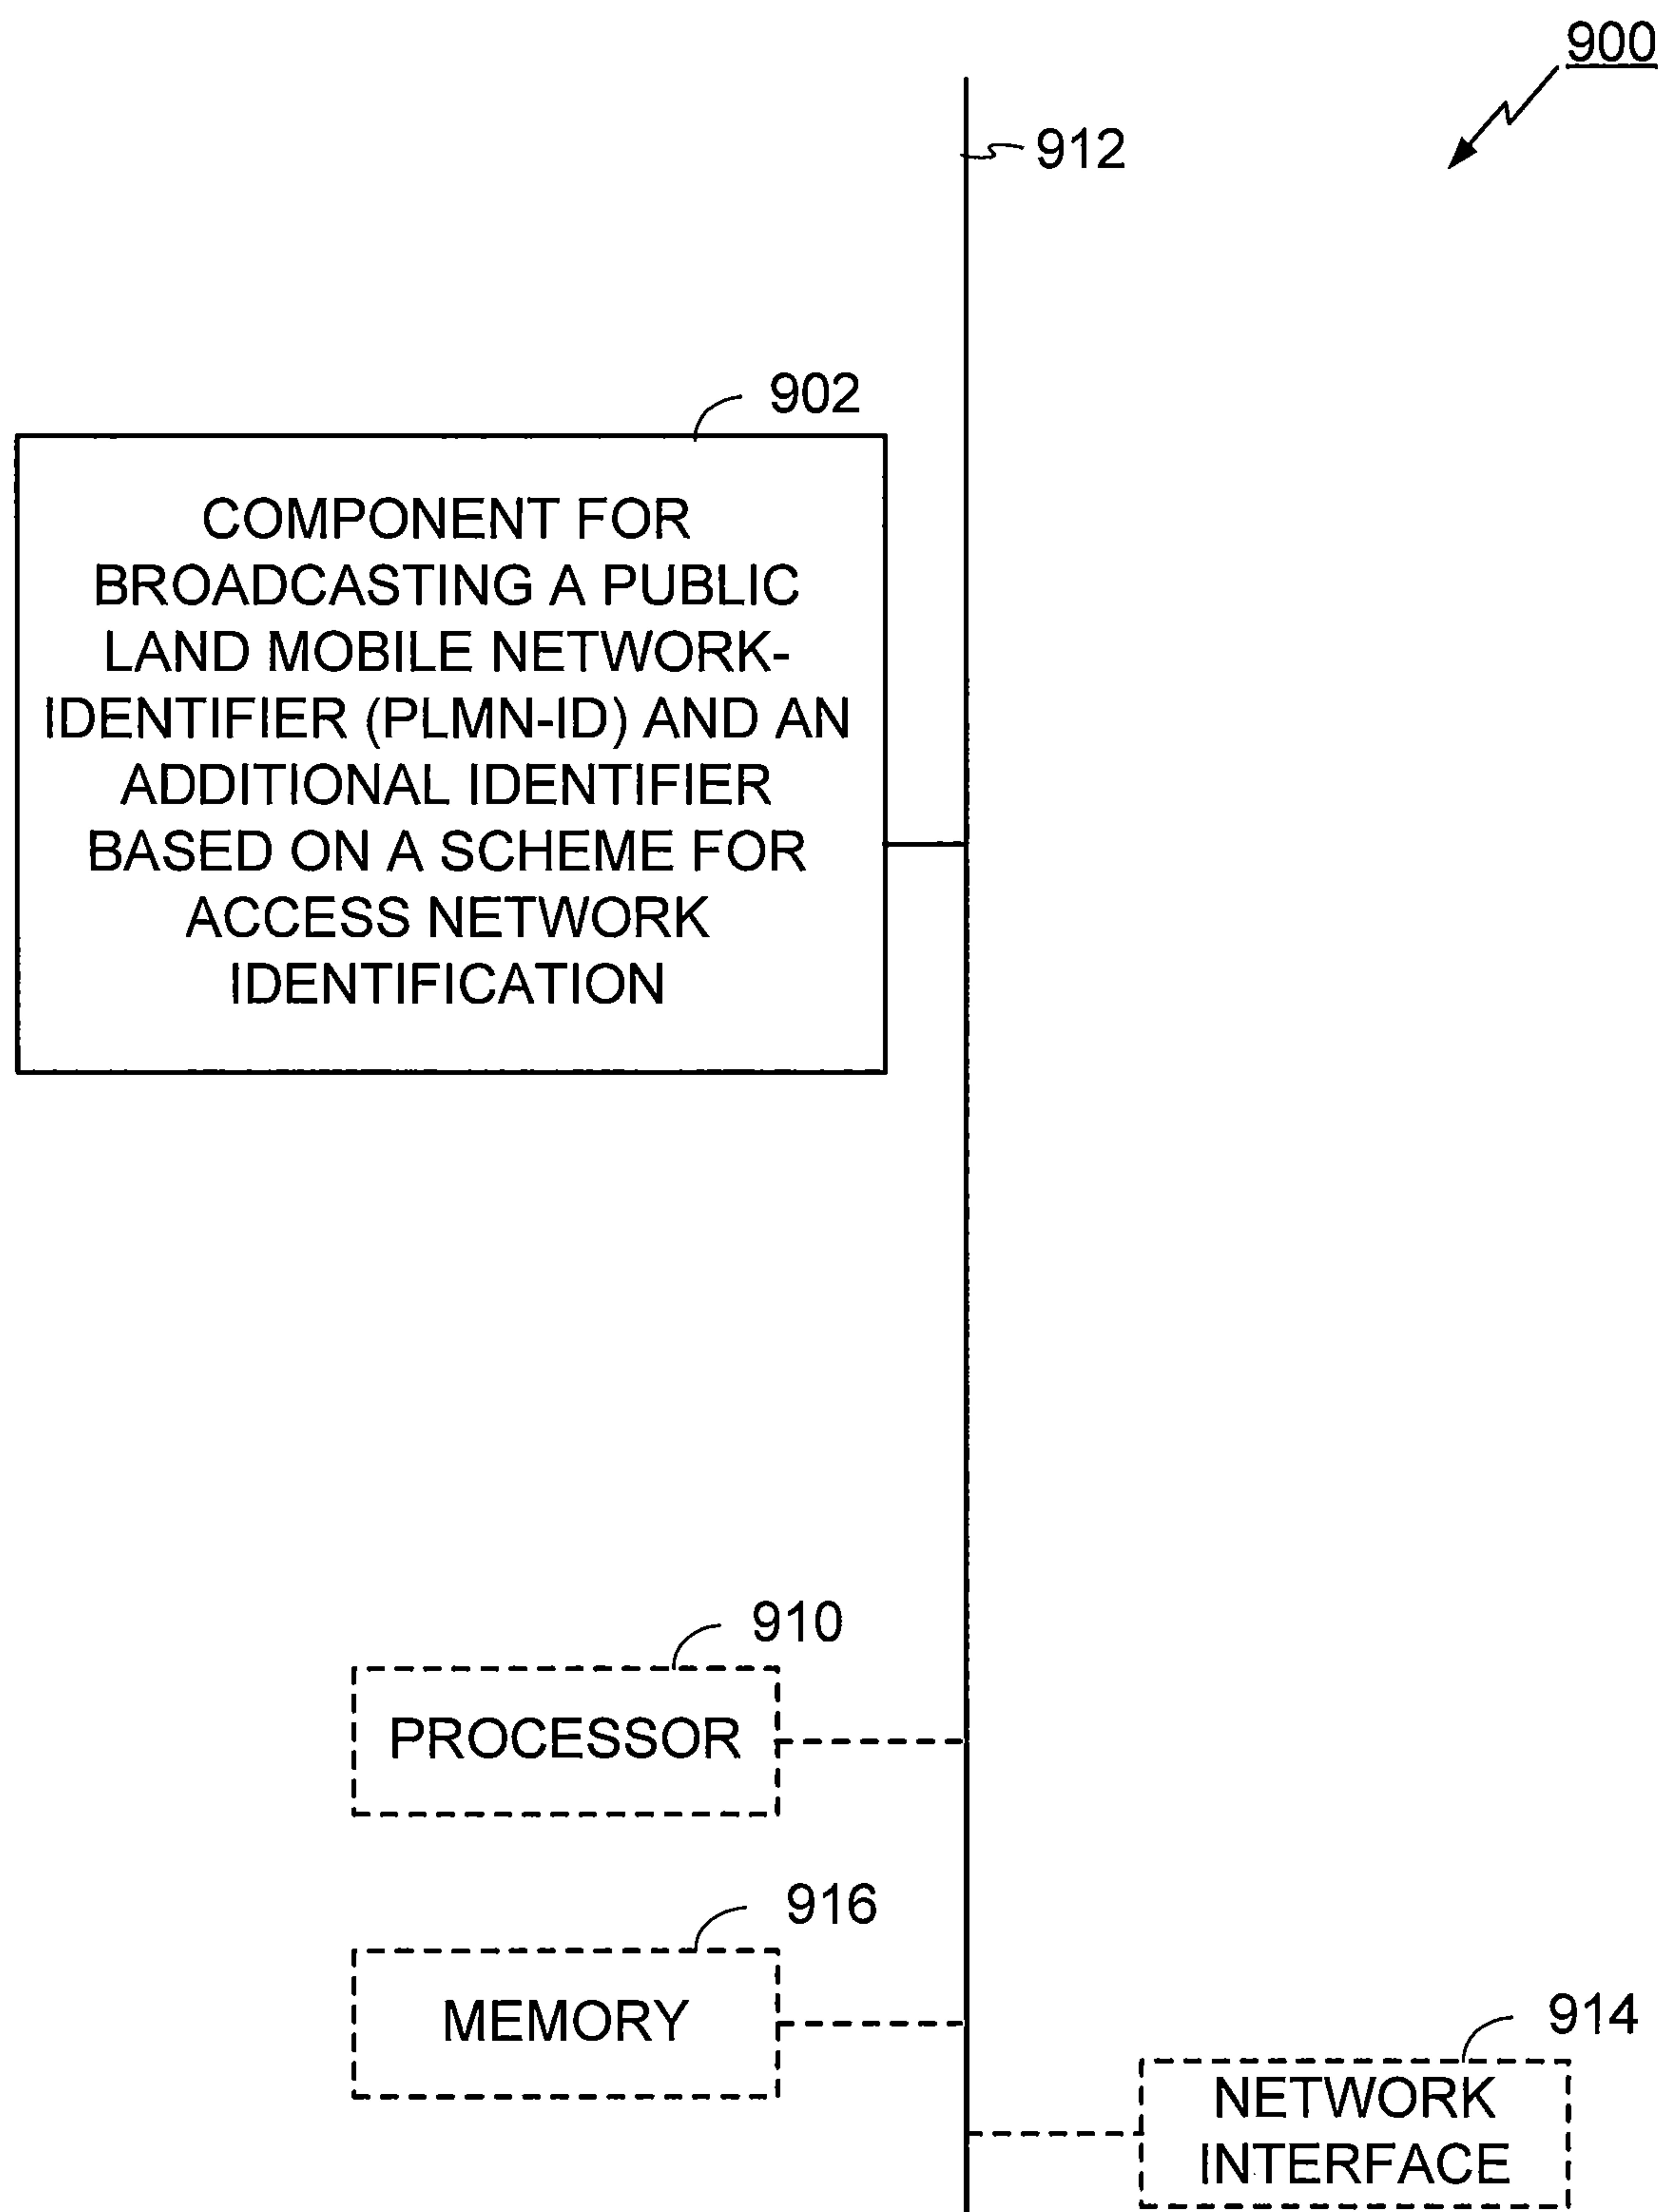 900
912
902
COMPONENT FOR
BROADCASTING A PUBLIC
LAND MOBILE NETWORK-
IDENTIFIER (PLMN-ID) AND AN
ADDITIONAL IDENTIFIER
BASED ON A SCHEME FOR
ACCESS NETWORK
IDENTIFICATION
910
PROCESSOR
916
MEMORY
914
NETWORK
INTERFACE